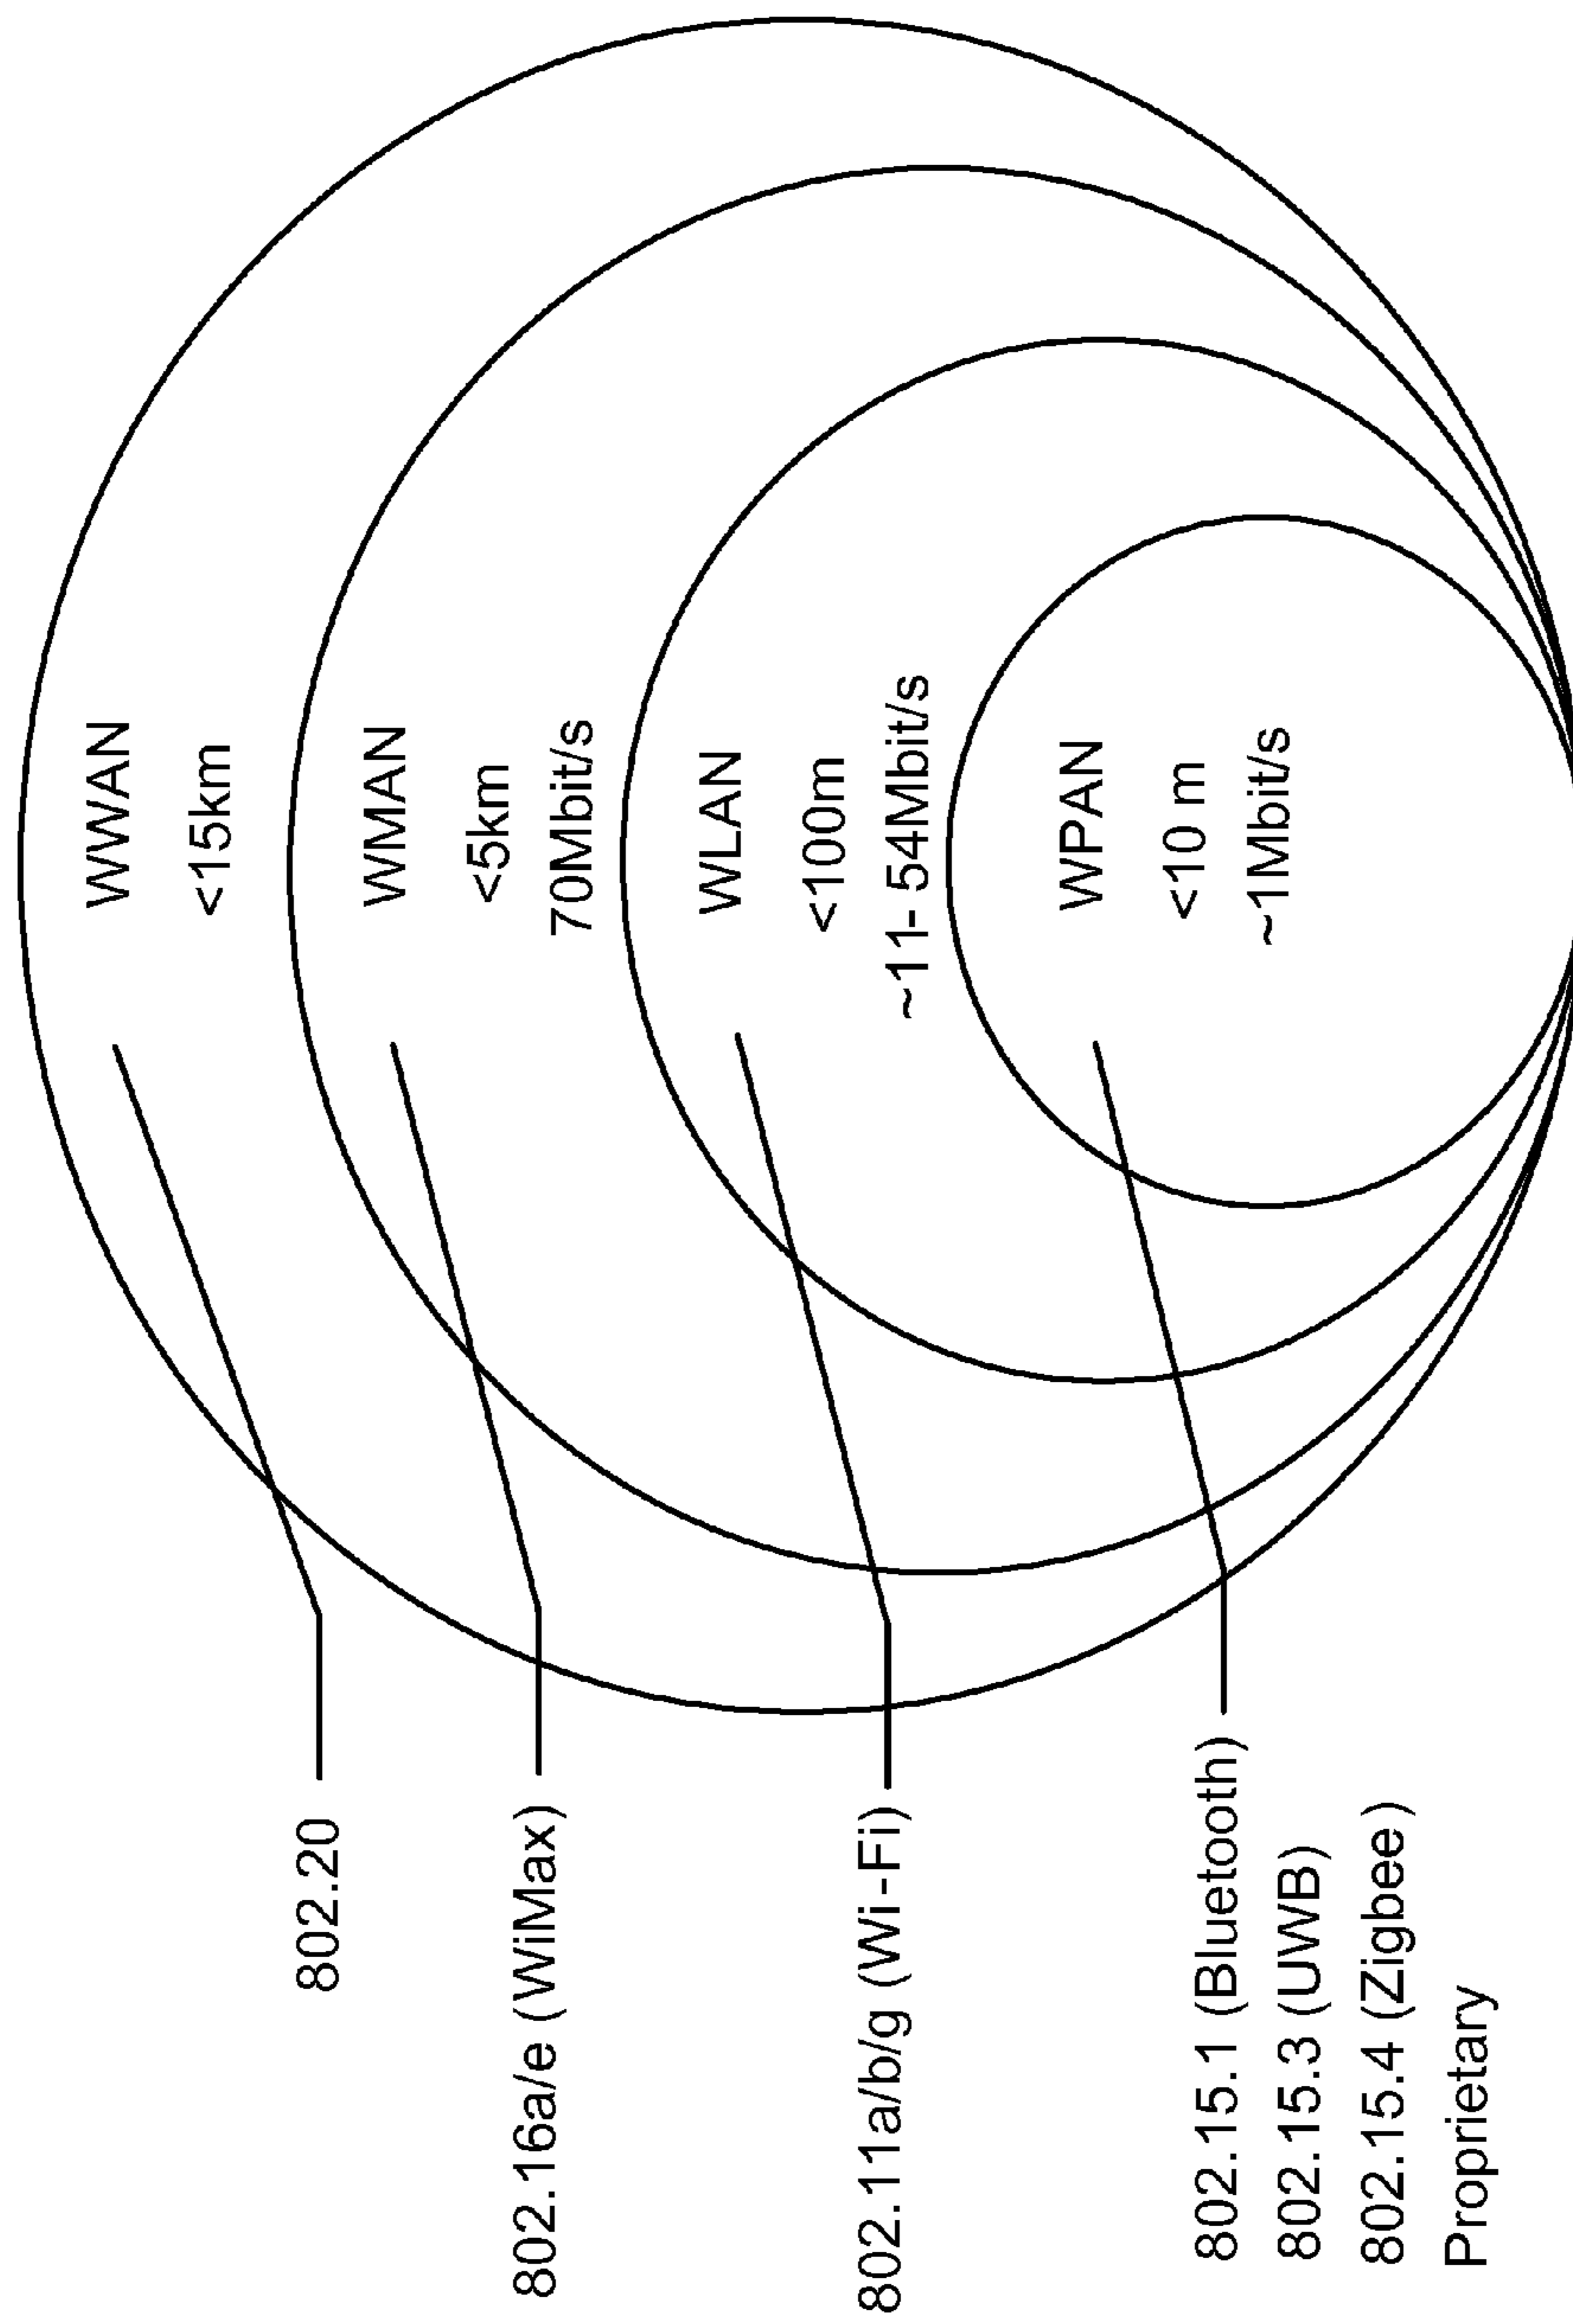 802.20
802.16a/e (WiMax)
802.11a/b/g (Wi-Fi)
802.15.1 (Bluetooth)
802.15.3 (UWB)
802.15.4 (Zigbee )
Proprietary
WWAN
<15km
WMAN
<5km
70Mbit/s
WLAN
<100m
~11- 54Mbit/s
WPAN
<10 m
~1Mbit/s